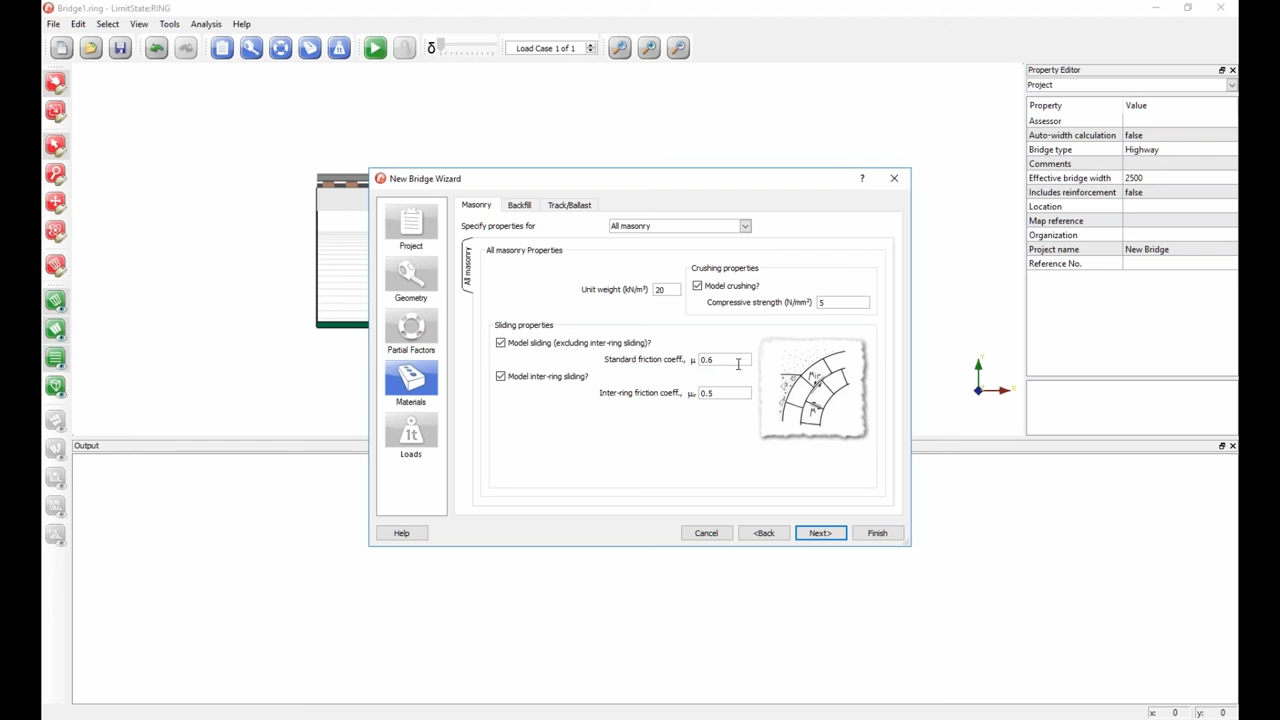 Bridge1.ring - LimitState:RING
File Edit Select View Tools Analysis Help
δ Load Case 1 of 1
Property Editor
Project
Property Value
Assessor
Auto-width calculation false
Bridge type Highway
Comments
Effective bridge width 2500
Includes reinforcement false
Location
Map reference
Organization
Project name New Bridge
Reference No.
New Bridge Wizard
Project
Geometry
Partial Factors
Materials
1t
Loads
Masonry Backfill Track/Ballast
Specify properties for All masonry
All masonry
All masonry Properties
Unit weight (kN/m³) 20
Crushing properties
Model crushing?
Compressive strength (N/mm²) 5
Sliding properties
Model sliding (excluding inter-ring sliding)?
Standard friction coeff., μ 0.6
Model inter-ring sliding?
Inter-ring friction coeff., μᵢᵣ 0.5
μir
μ
Help Cancel <Back Next> Finish
Y
X
Output
x: 0 y: 0